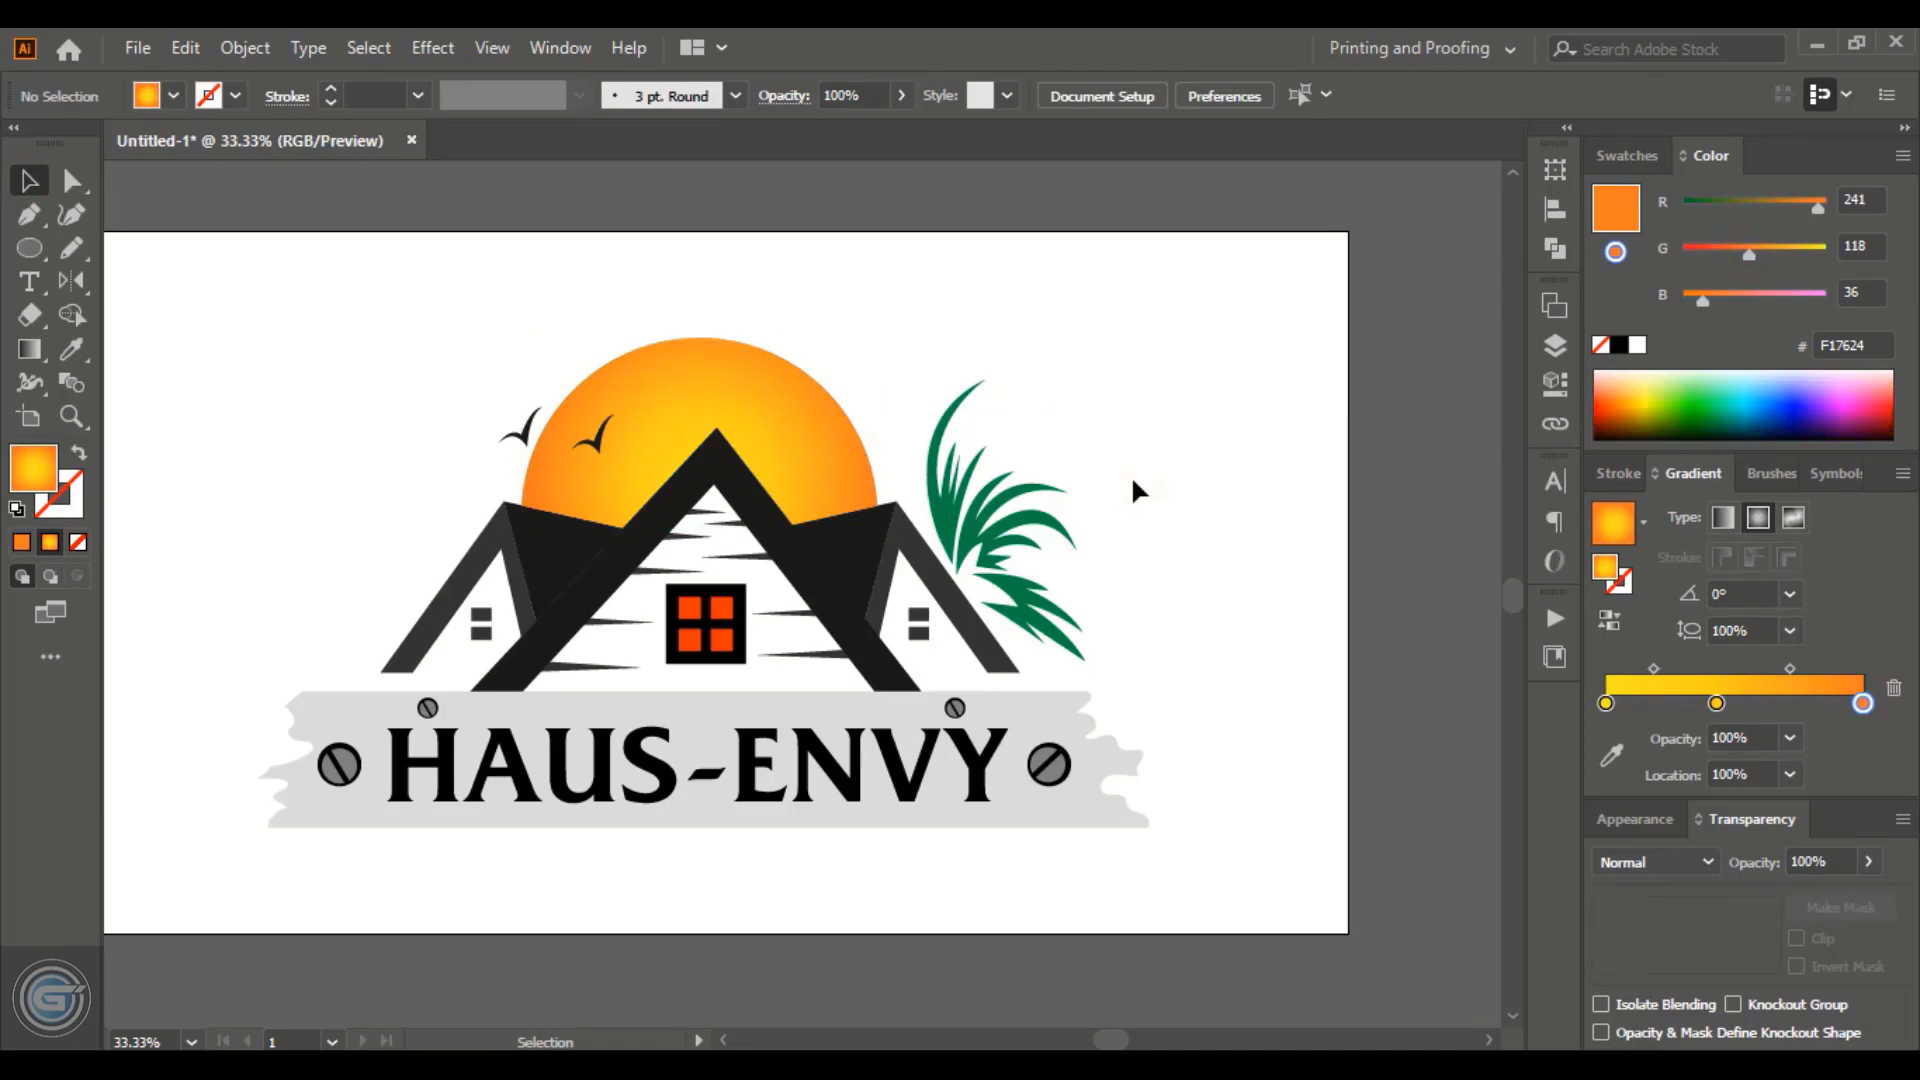 Ai File Edit Object Type Select Effect View Window Help Printing and Proofing Search Adobe Stock
No Selection Stroke: 3 pt. Round Opacity: 100% Style: Document Setup Preferences
Untitled-1* @ 33.33% (RGB/Preview)
Swatches Color
R 241
G 118
B 36
# F17624
Stroke Gradient Brushes Symbols
Type:
Stroke:
0°
100%
Opacity: 100%
Location: 100%
Appearance Transparency
Normal Opacity: 100%
Make Mask
Clip
Invert Mask
Isolate Blending Knockout Group
Opacity & Mask Define Knockout Shape
HAUS-ENVY
33.33% 1 Selection